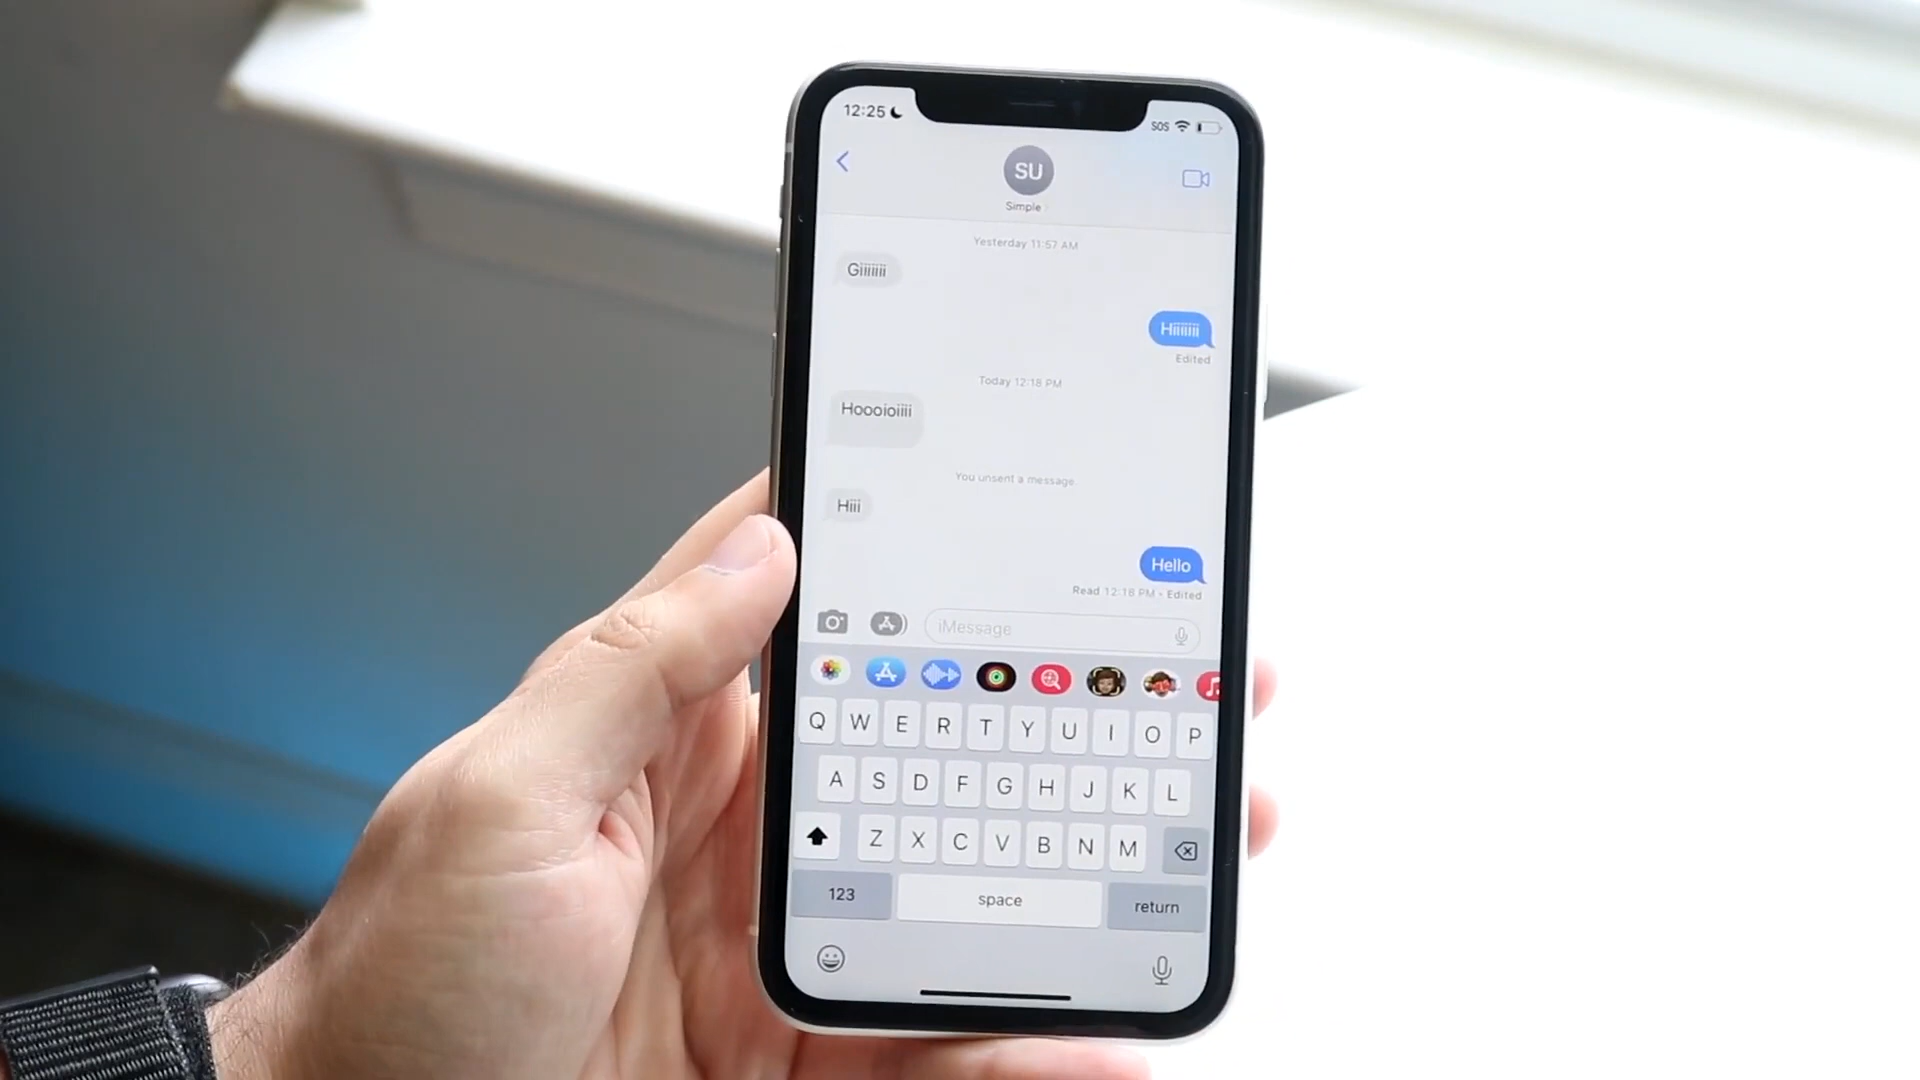 12:25
SOS
SU
Simple
Yesterday 11:57 AM
Giiiiiii
Hiiiiiii
Edited
Today 12:18 PM
Hoooioiiii
You unsent a message.
Hiii
Hello
Read 12:18 PM • Edited
iMessage
Q W E R T Y U I O P
A S D F G H J K L
Z X C V B N M
123 space return